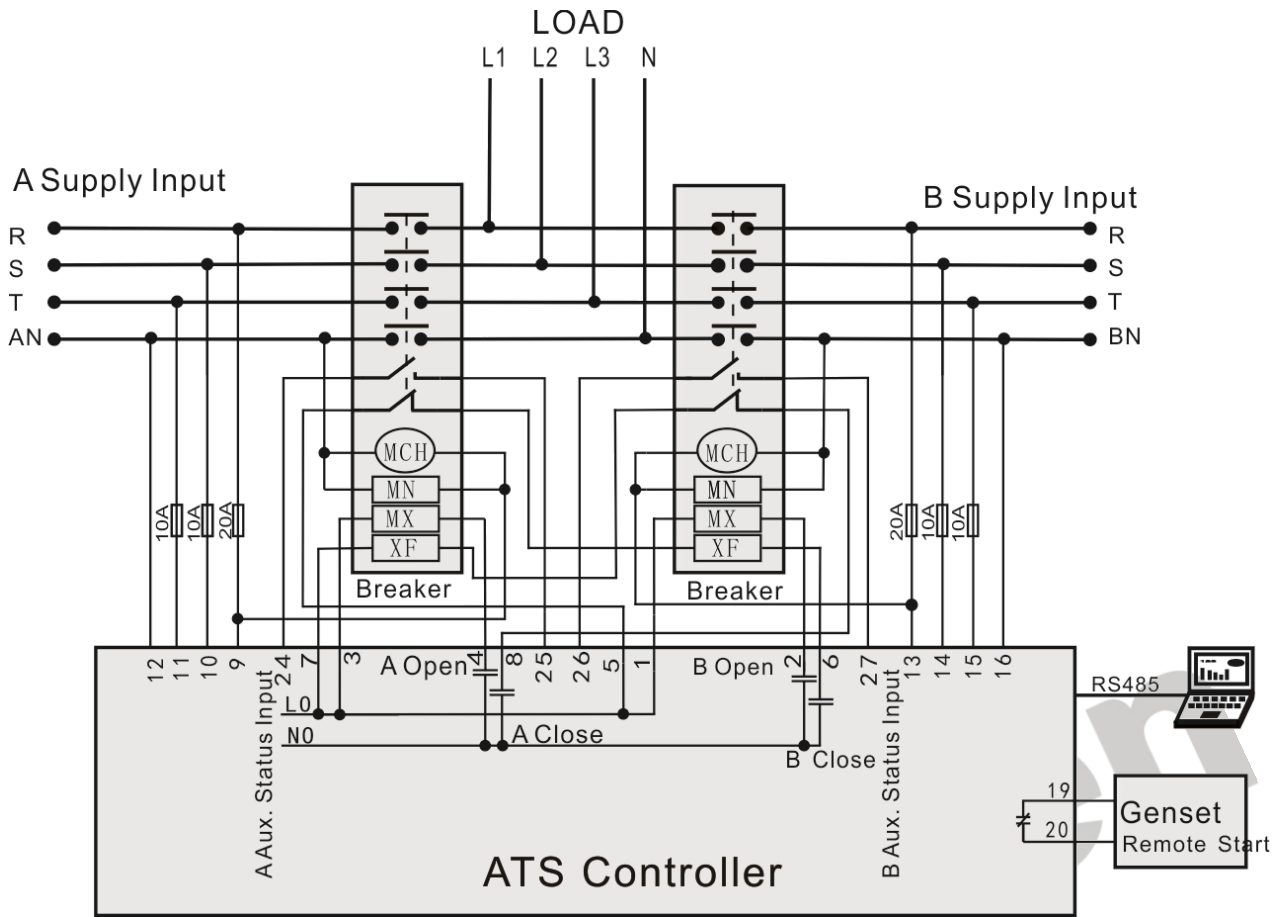 LOAD
L1 L2 L3 N
A Supply Input
B Supply Input
R
R
S
S
T
T
AN
BN
MCH
MCH
MN
MN
MX
MX
XF
XF
10A 10A 20A
20A 10A 10A
Breaker
Breaker
12 11 10 9 24 7 3 A Open 4 8 25 26 5 1 B Open 2 6 27 13 14 15 16
RS485
L0
N0
A Close
B Close
A Aux. Status Input
B Aux. Status Input
19
20
Genset
Remote Start
ATS Controller
en